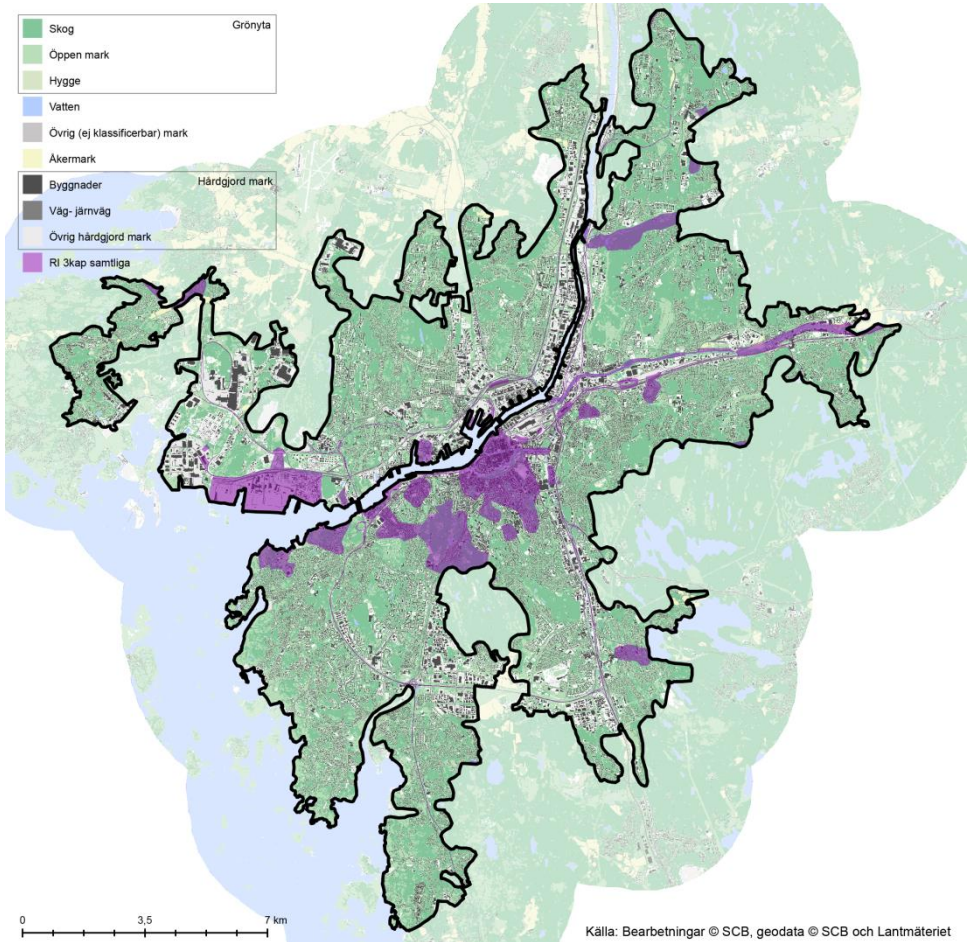 Skog
Grönyta
Öppen mark
Hygge
Vatten
Övrig (ej klassificerbar) mark
Åkermark
Byggnader
Hårdgjord mark
Väg- järnväg
Övrig hårdgjord mark
RI 3kap samtliga
0 3,5 7 km
Källa: Bearbetningar © SCB, geodata © SCB och Lantmäteriet